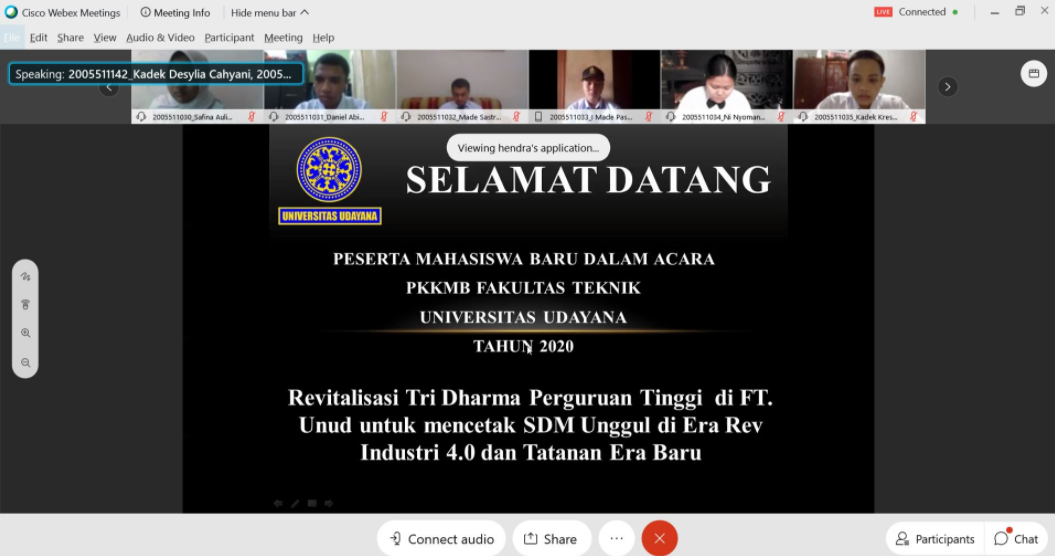 Cisco Webex Meetings
Meeting Info
Hide menu bar
LIVE
Connected
File Edit Share View Audio & Video Participant Meeting Help
Speaking: 2005511142_Kadek Desylia Cahyani, 2005...
2005511030_Safina Auli...
2005511031_Daniel Abi...
2005511032_Made Sastr...
2005511033_I Made Pas...
2005511034_Ni Nyoman...
2005511035_Kadek Kres...
Viewing hendra's application...
SELAMAT DATANG
UNIVERSITAS UDAYANA
PESERTA MAHASISWA BARU DALAM ACARA
PKKMB FAKULTAS TEKNIK
UNIVERSITAS UDAYANA
TAHUN 2020
Revitalisasi Tri Dharma Perguruan Tinggi di FT.
Unud untuk mencetak SDM Unggul di Era Rev
Industri 4.0 dan Tatanan Era Baru
Connect audio
Share
Participants
Chat